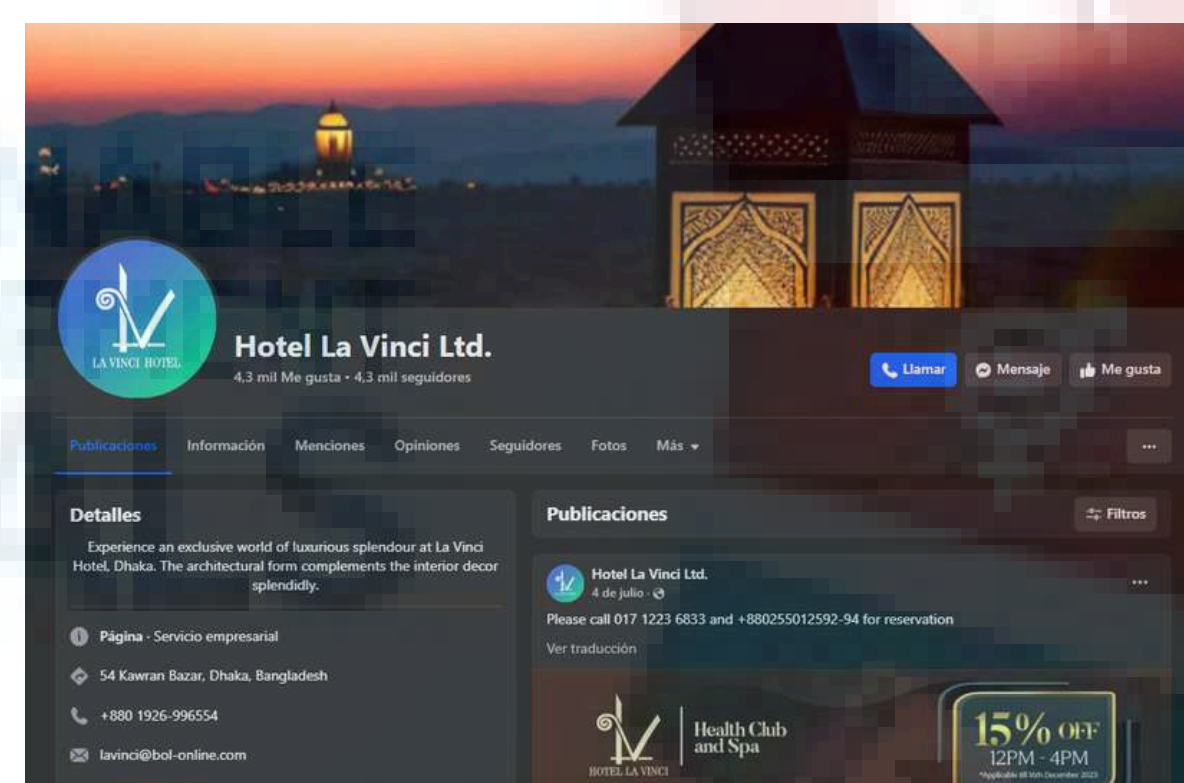 LA VINCI HOTEL
Hotel La Vinci Ltd.
4,3 mil Me gusta • 4,3 mil seguidores
Llamar
Mensaje
Me gusta
Publicaciones
Información
Menciones
Opiniones
Seguidores
Fotos
Más
Detalles
Experience an exclusive world of luxurious splendour at La Vinci
Hotel, Dhaka. The architectural form complements the interior decor
splendidly.
Página · Servicio empresarial
54 Kawran Bazar, Dhaka, Bangladesh
+880 1926-996554
lavinci@bol-online.com
Publicaciones
Filtros
Hotel La Vinci Ltd.
4 de julio ·
Please call 017 1223 6833 and +880255012592-94 for reservation
Ver traducción
HOTEL LA VINCI
Health Club
and Spa
15% OFF
12PM - 4PM
*Applicable till December 2023